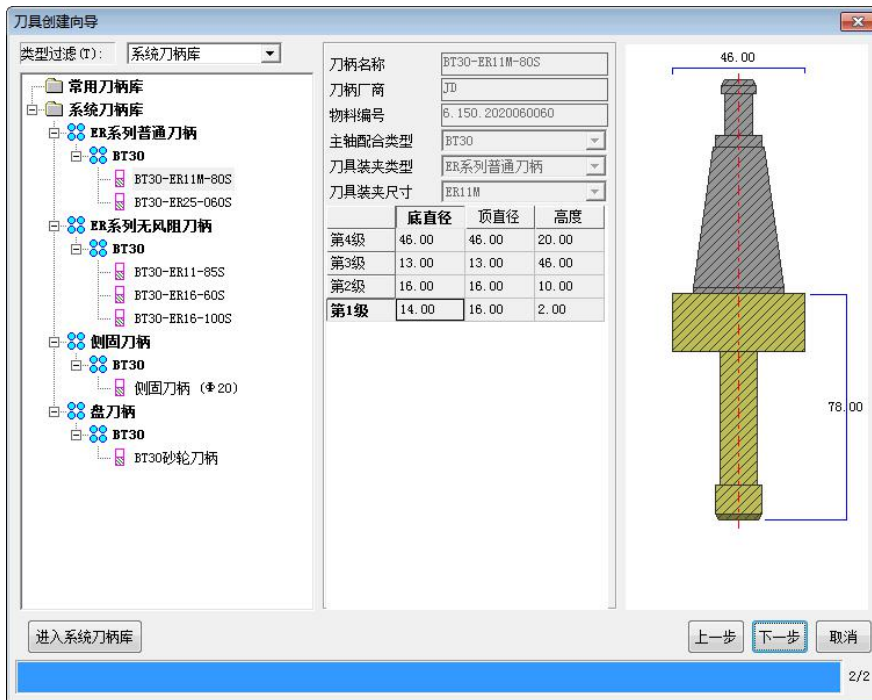 刀具创建向导
类型过滤(T): 系统刀柄库
常用刀柄库
系统刀柄库
ER系列普通刀柄
BT30
BT30-ER11M-80S
BT30-ER25-060S
ER系列无风阻刀柄
BT30
BT30-ER11-85S
BT30-ER16-60S
BT30-ER16-100S
侧固刀柄
BT30
侧固刀柄 (Φ20)
盘刀柄
BT30
BT30砂轮刀柄
刀柄名称 BT30-ER11M-80S
刀柄厂商 JD
物料编号 6.150.2020060060
主轴配合类型 BT30
刀具装夹类型 ER系列普通刀柄
刀具装夹尺寸 ER11M
底直径 顶直径 高度
第4级 46.00 46.00 20.00
第3级 13.00 13.00 46.00
第2级 16.00 16.00 10.00
第1级 14.00 16.00 2.00
46.00
78.00
进入系统刀柄库
上一步 下一步 取消
2/2